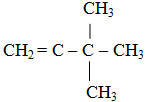 CH3
|
CH2 = C – C – CH3
| |
CH3